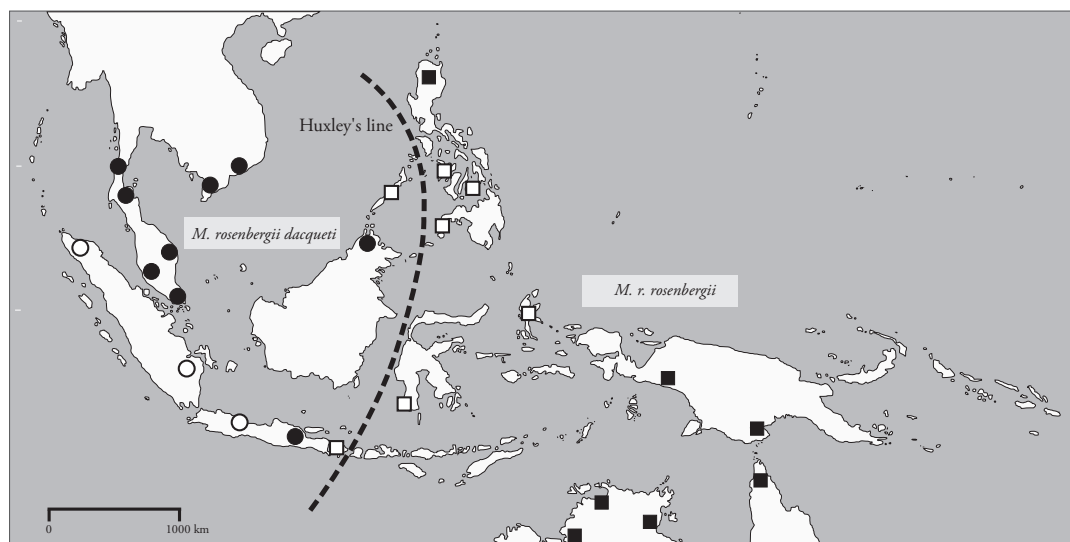 Huxley's line
M. rosenbergii dacqueti
M. r. rosenbergii
0 1000 km